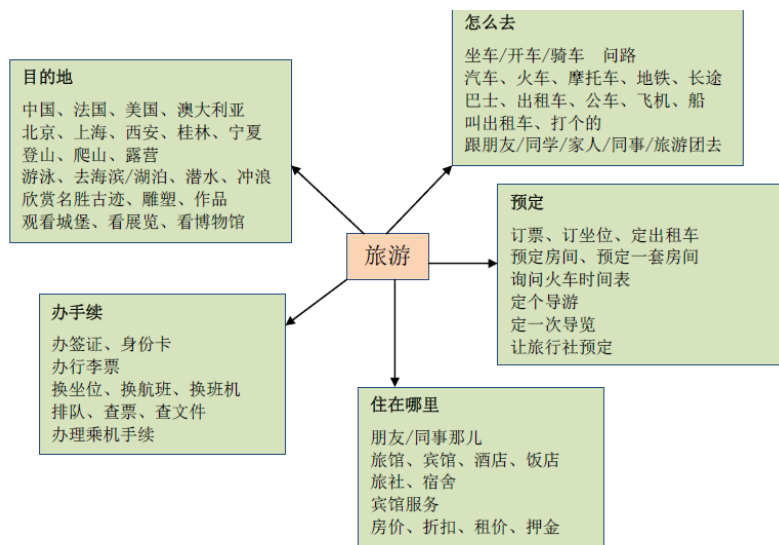 怎么去
坐车/开车/骑车 问路
汽车、火车、摩托车、地铁、长途
巴士、出租车、公车、飞机、船
叫出租车、打个的
跟朋友/同学/家人/同事/旅游团去
目的地
中国、法国、美国、澳大利亚
北京、上海、西安、桂林、宁夏
登山、爬山、露营
游泳、去海滨/湖泊、潜水、冲浪
欣赏名胜古迹、雕塑、作品
观看城堡、看展览、看博物馆
旅游
预定
订票、订坐位、定出租车
预定房间、预定一套房间
询问火车时间表
定个导游
定一次导览
让旅行社预定
办手续
办签证、身份卡
办行李票
换坐位、换航班、换班机
排队、查票、查文件
办理乘机手续
住在哪里
朋友/同事那儿
旅馆、宾馆、酒店、饭店
旅社、宿舍
宾馆服务
房价、折扣、租价、押金